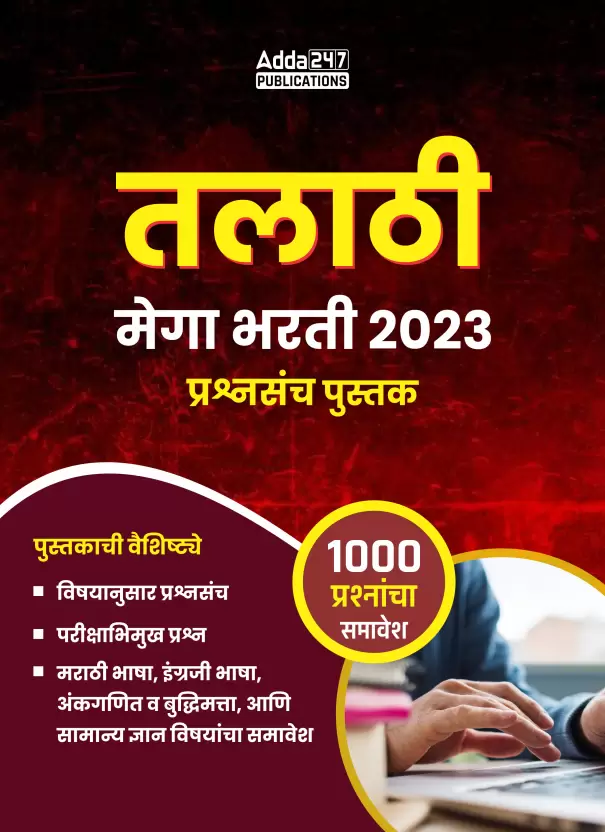 Adda247
PUBLICATIONS
तलाठी
मेगा भरती 2023
प्रश्नसंच पुस्तक
पुस्तकाची वैशिष्ट्ये
▪ विषयानुसार प्रश्नसंच
▪ परीक्षाभिमुख प्रश्न
▪ मराठी भाषा, इंग्रजी भाषा,
अंकगणित व बुद्धिमत्ता, आणि
सामान्य ज्ञान विषयांचा समावेश
1000
प्रश्नांचा
समावेश